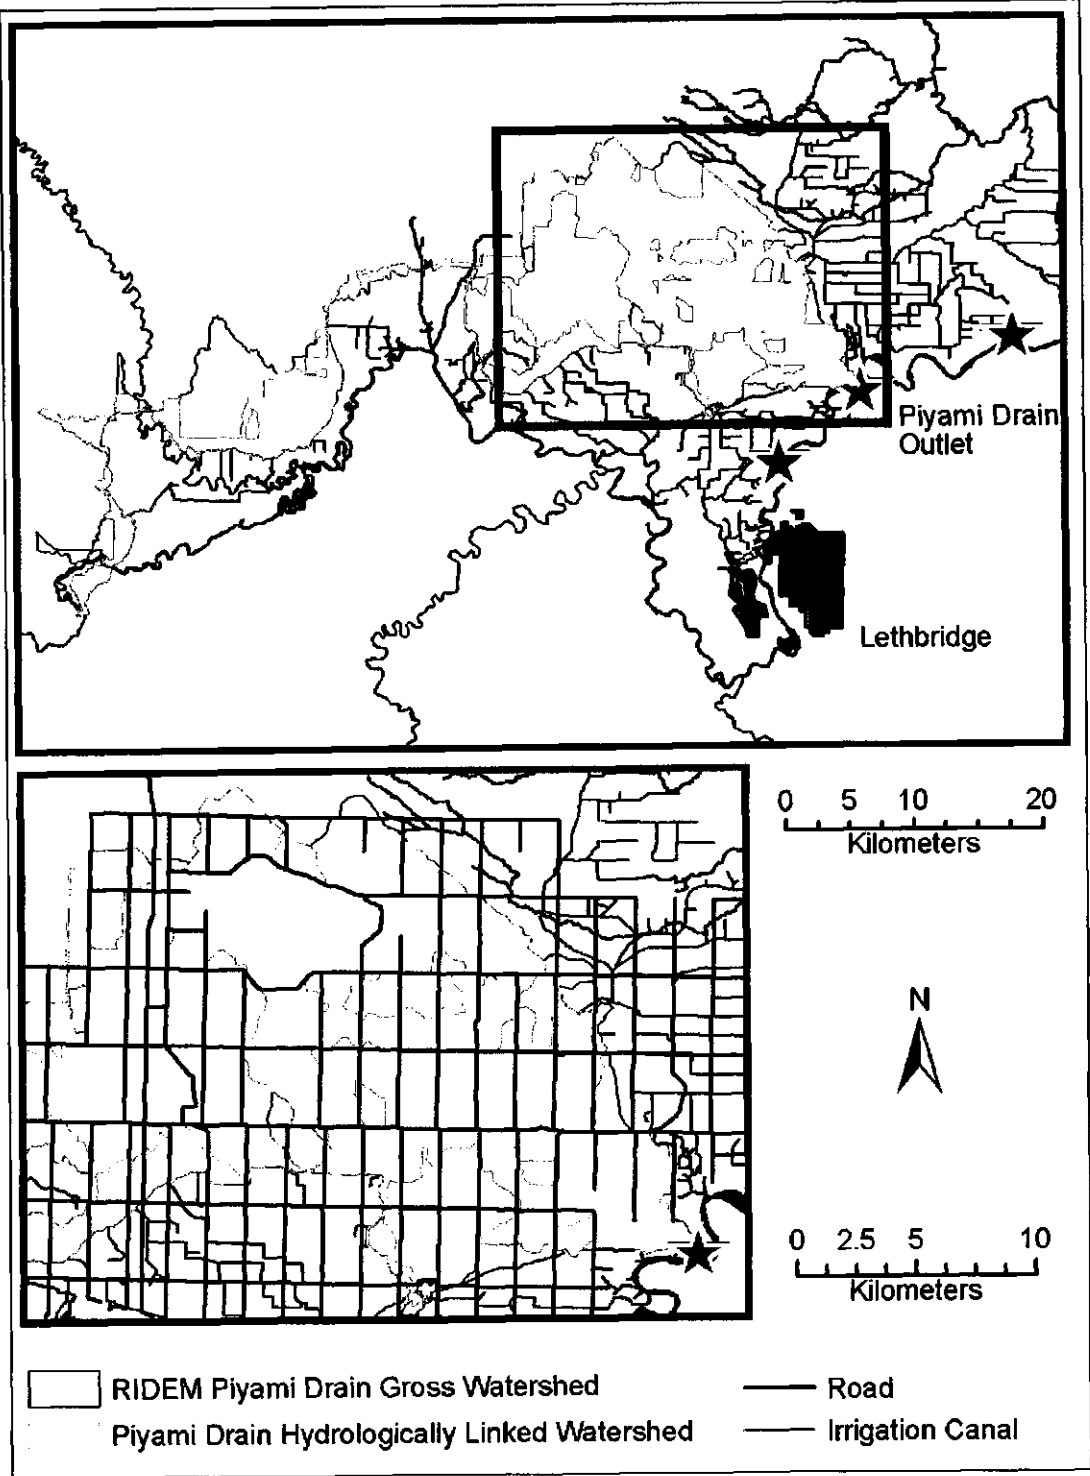 Piyami Drain
Outlet
Lethbridge
0 5 10 20
Kilometers
N
0 2.5 5 10
Kilometers
RIDEM Piyami Drain Gross Watershed
Road
Piyami Drain Hydrologically Linked Watershed
Irrigation Canal